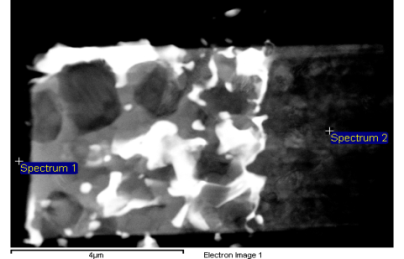 Spectrum 2
Spectrum 1
4µm
Electron Image 1